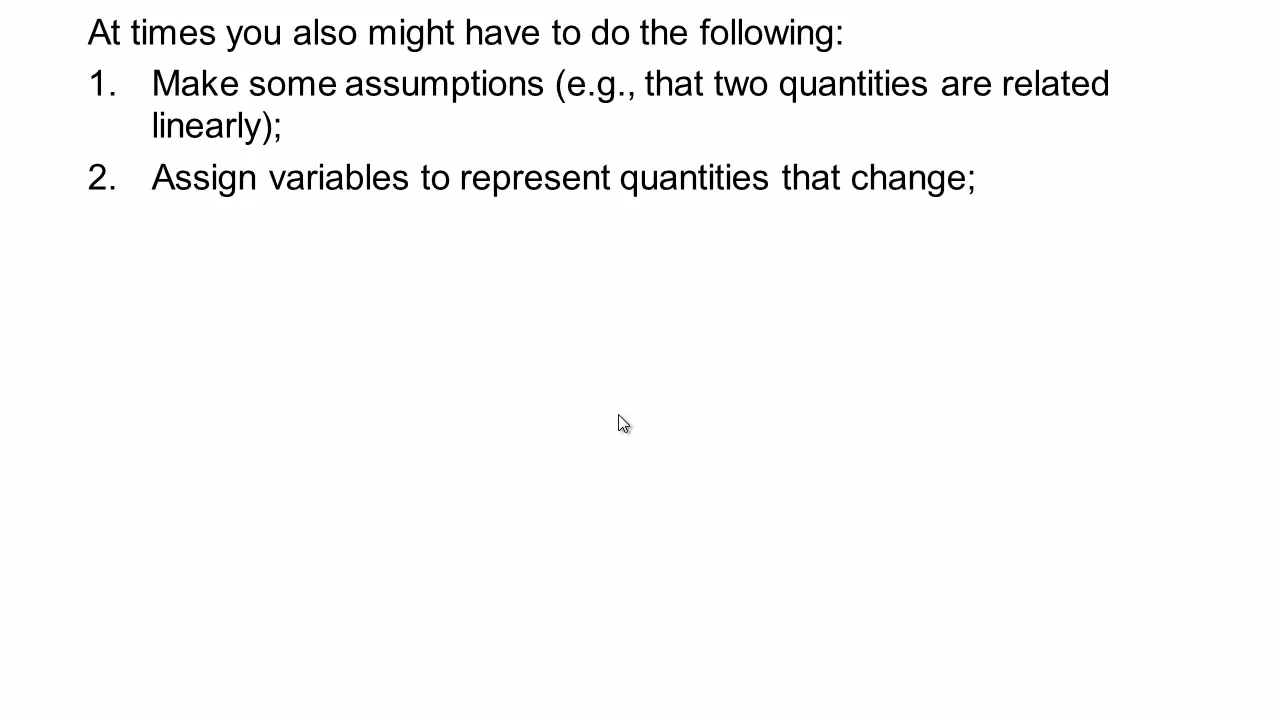 At times you also might have to do the following:
1. Make some assumptions (e.g., that two quantities are related
linearly);
2. Assign variables to represent quantities that change;